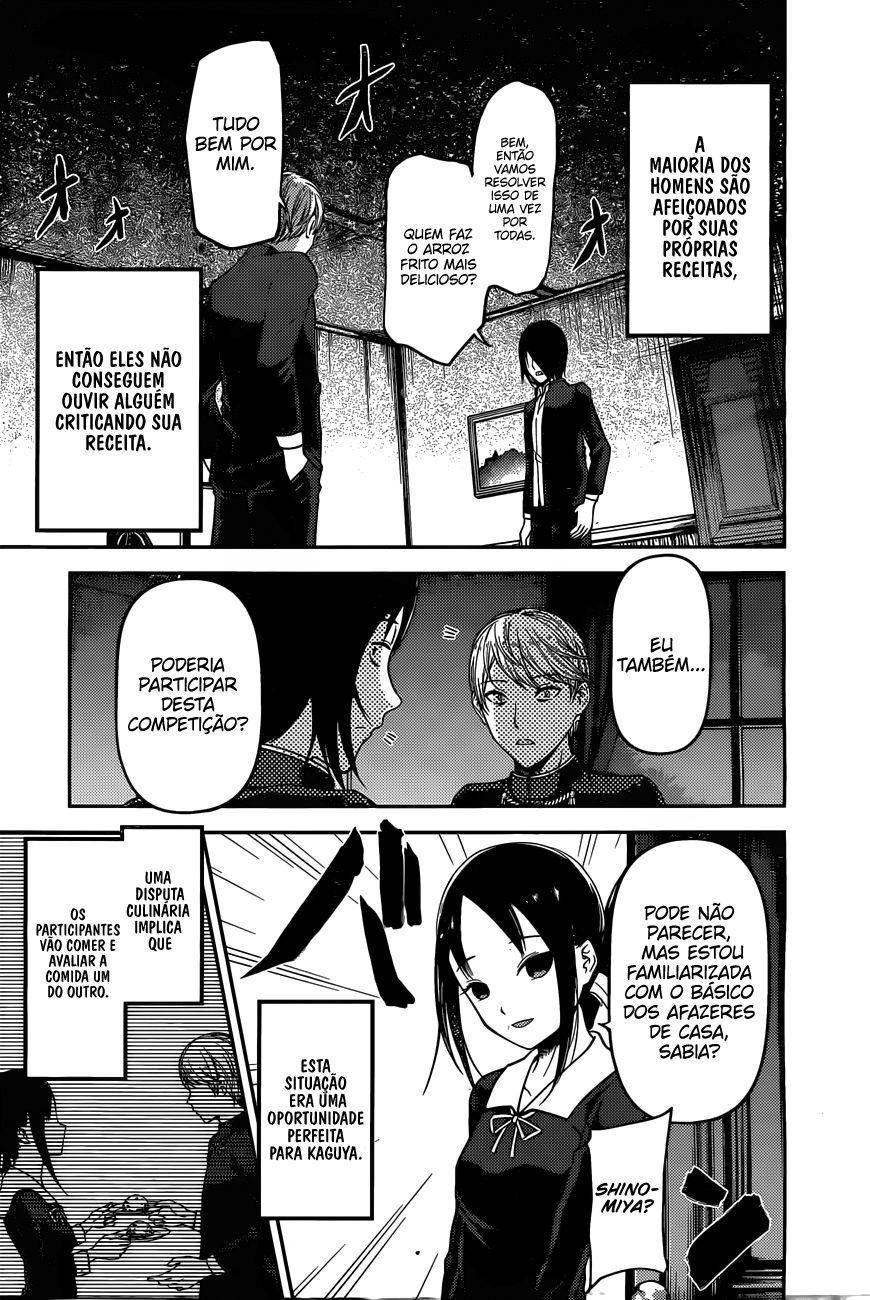 A
MAIORIA DOS
HOMENS SÃO
AFEIÇOADOS
POR SUAS
PRÓPRIAS
RECEITAS,
BEM,
ENTÃO
VAMOS
RESOLVER
ISSO DE
UMA VEZ
POR
TODAS.
QUEM FAZ
O ARROZ
FRITO MAIS
DELICIOSO?
TUDO
BEM POR
MIM.
ENTÃO ELES NÃO
CONSEGUEM
OUVIR ALGUÉM
CRITICANDO SUA
RECEITA.
EU
TAMBÉM...
PODERIA
PARTICIPAR
DESTA
COMPETIÇÃO?
PODE NÃO
PARECER,
MAS ESTOU
FAMILIARIZADA
COM O BÁSICO
DOS AFAZERES
DE CASA,
SABIA?
SHINO-
MIYA?
ESTA
SITUAÇÃO
ERA UMA
OPORTUNIDADE
PERFEITA
PARA KAGUYA.
UMA
DISPUTA
CULINÁRIA
IMPLICA
QUE
OS
PARTICIPANTES
VÃO COMER E
AVALIAR A
COMIDA UM
DO OUTRO.